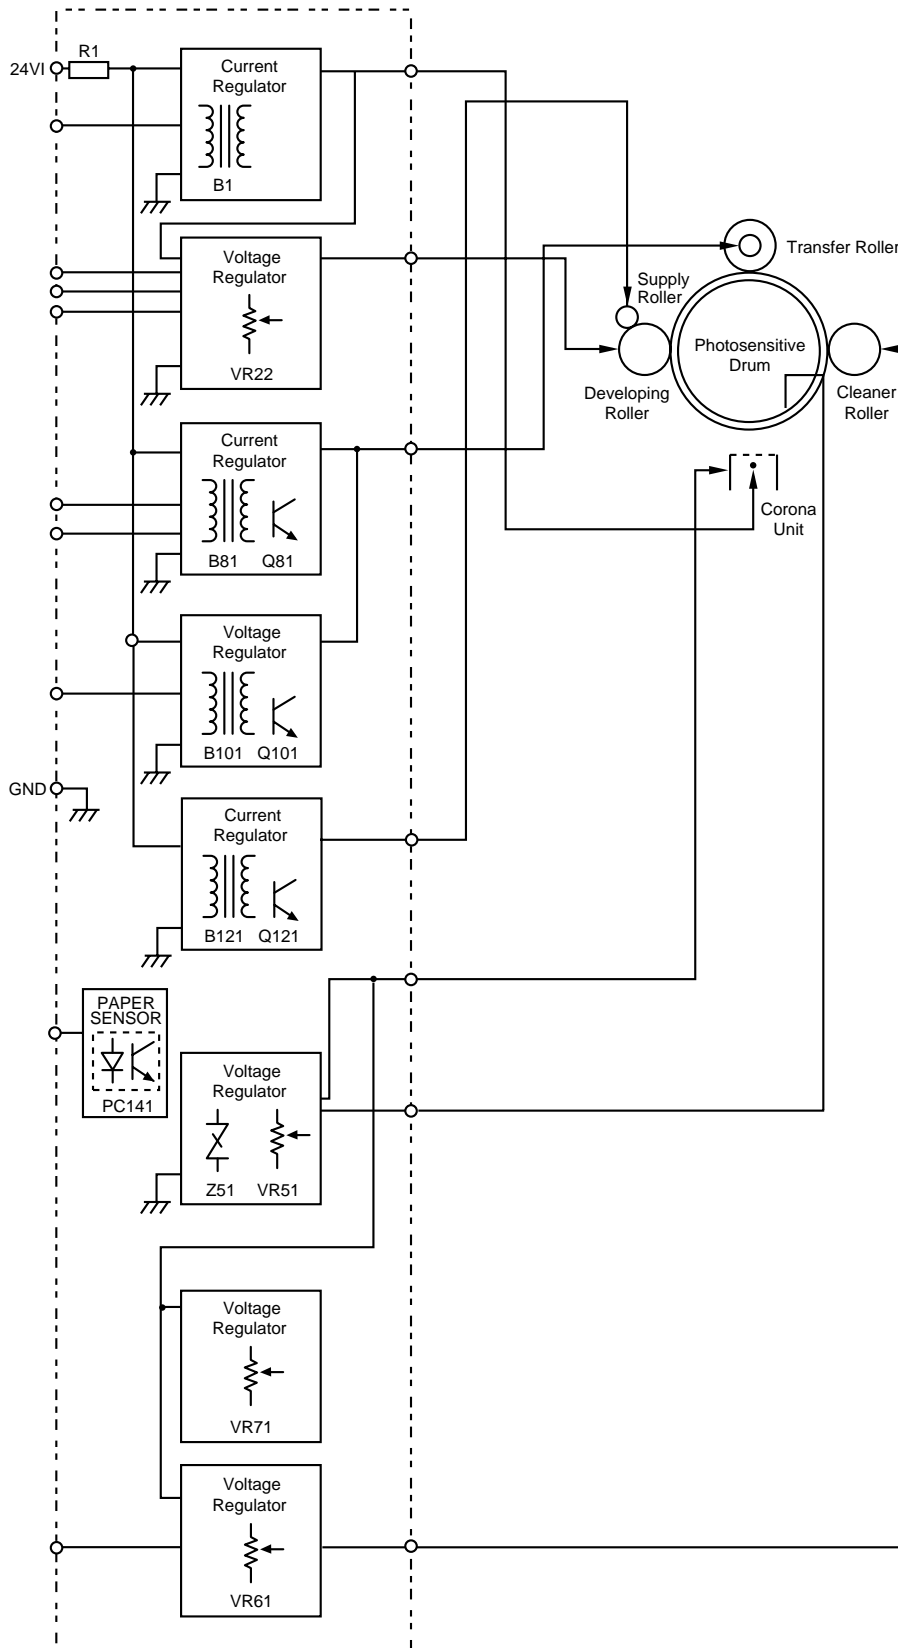 R1
24VI
Current
Regulator
B1
Voltage
Regulator
VR22
Transfer Roller
Supply
Roller
Photosensitive
Drum
Developing
Roller
Cleaner
Roller
Current
Regulator
B81 Q81
Corona
Unit
Voltage
Regulator
B101 Q101
GND
Current
Regulator
B121 Q121
PAPER
SENSOR
PC141
Voltage
Regulator
Z51 VR51
Voltage
Regulator
VR71
Voltage
Regulator
VR61